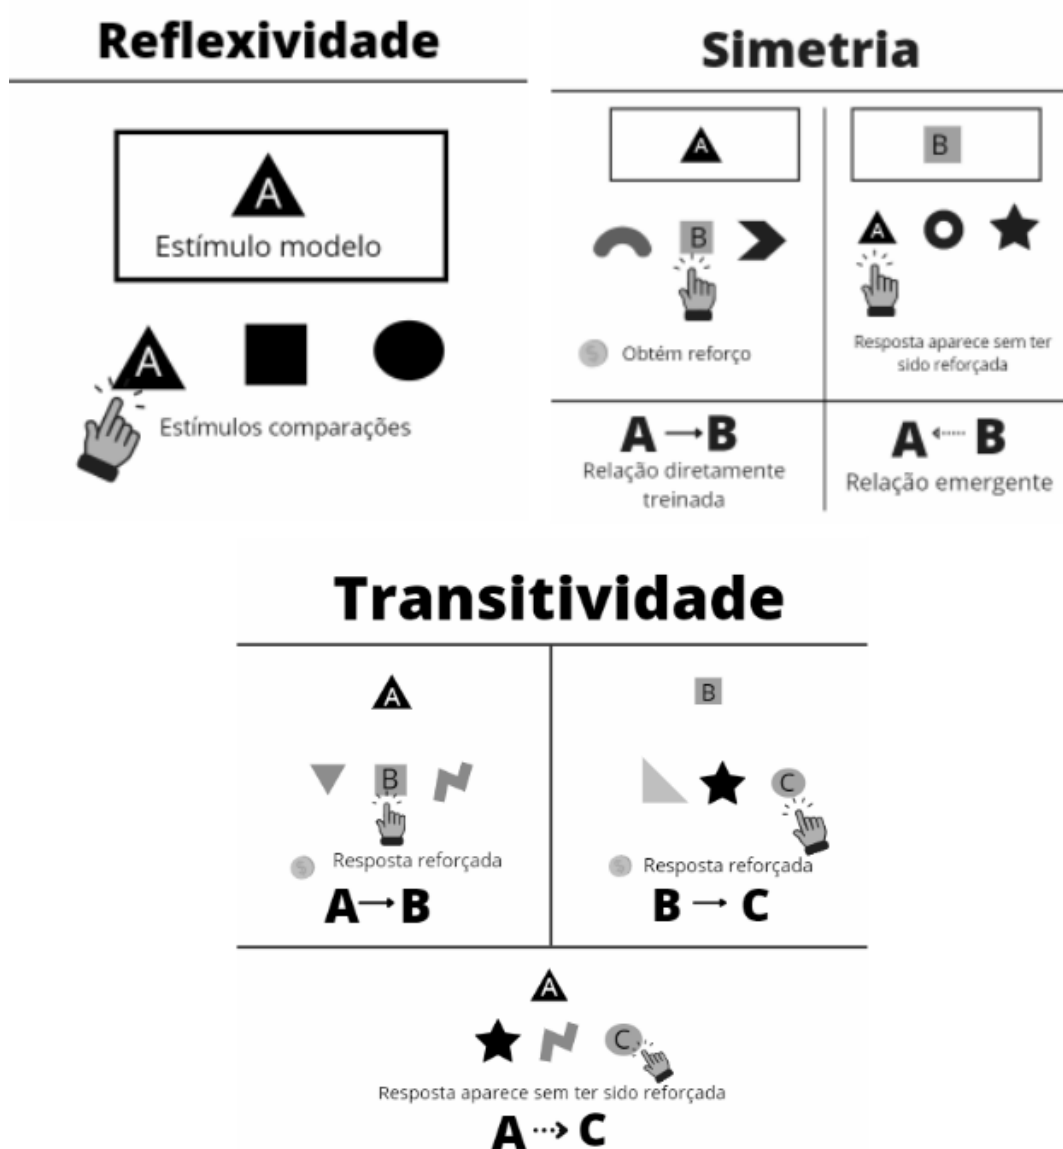 Reflexividade
A
Estímulo modelo
A
Estímulos comparações
Simetria
A
B
Obtém reforço
A → B
Relação diretamente
treinada
B
A
Resposta aparece sem ter
sido reforçada
A ⇠ B
Relação emergente
Transitividade
A
B
$ Resposta reforçada
A → B
B
C
$ Resposta reforçada
B → C
A
C
Resposta aparece sem ter sido reforçada
A ⇢ C